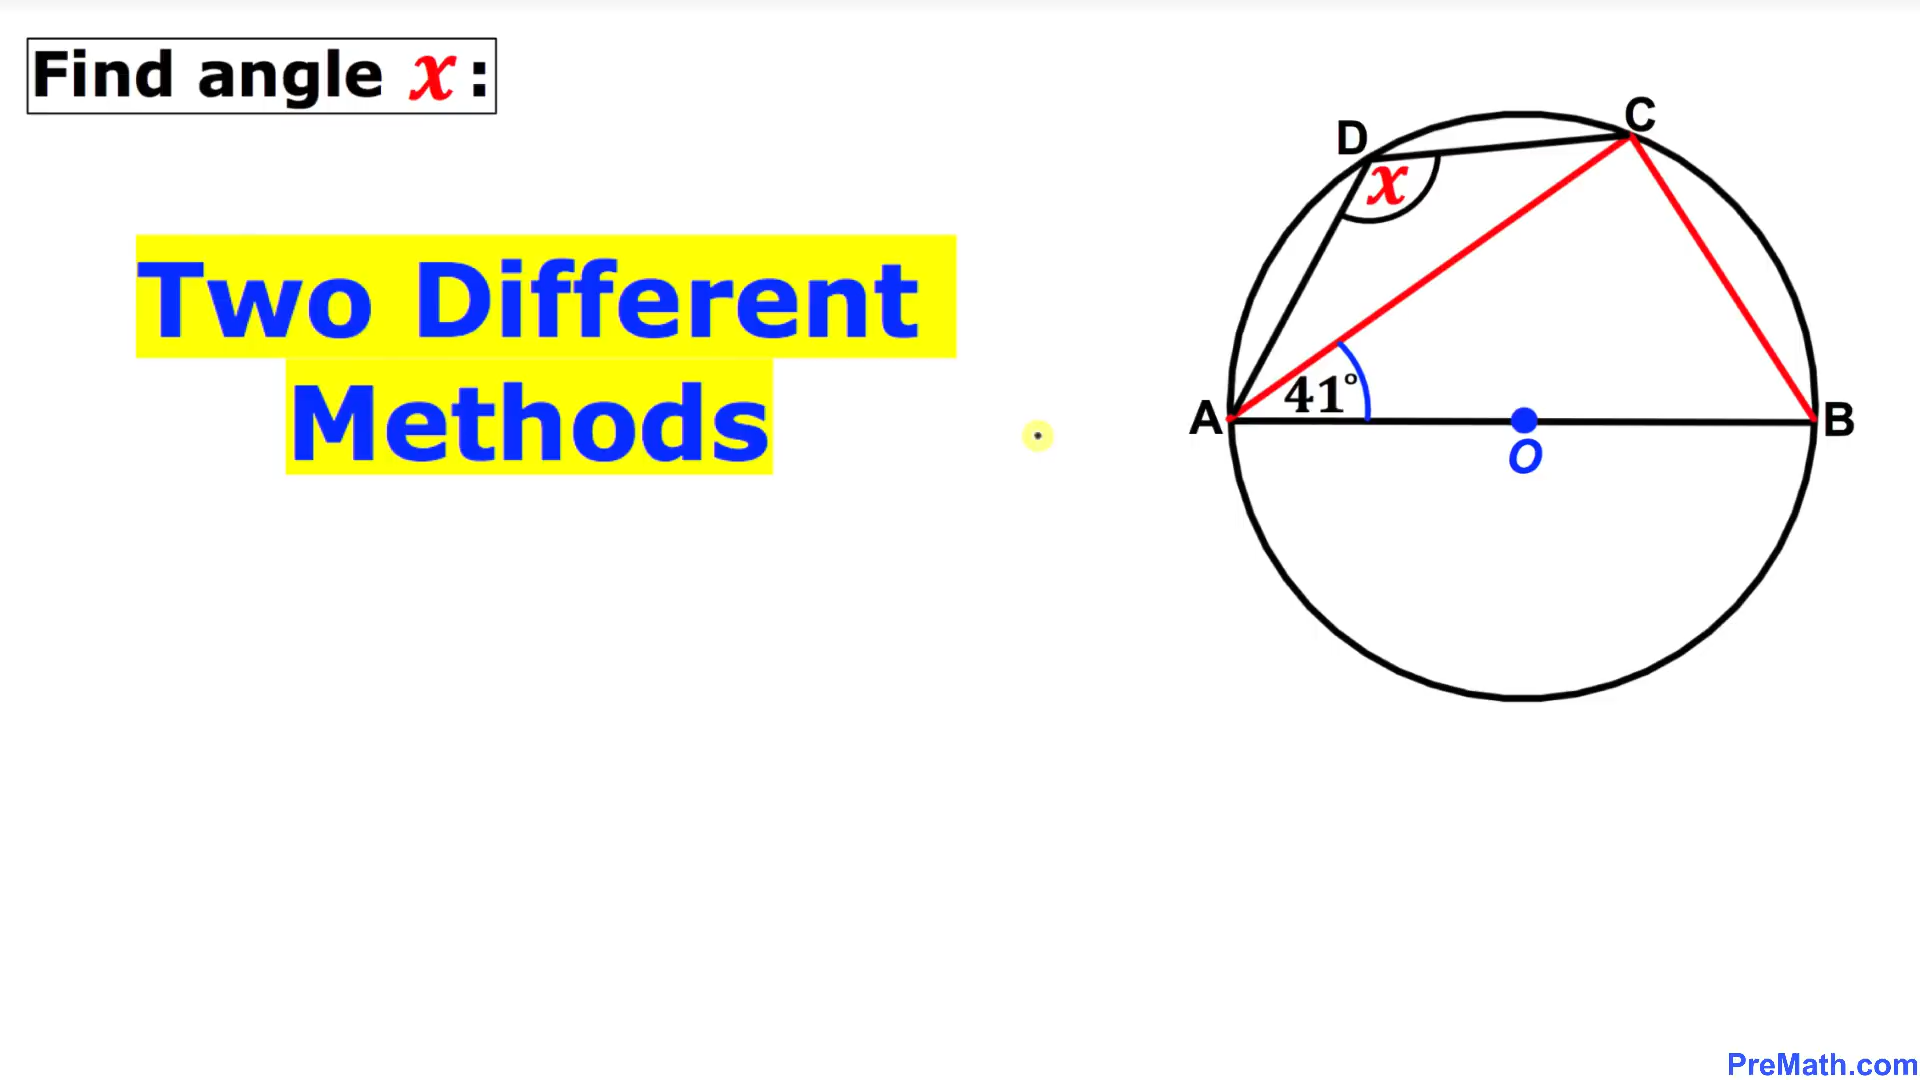 Find angle x:
Two Different
Methods
D
C
x
41°
A
B
O
PreMath.com